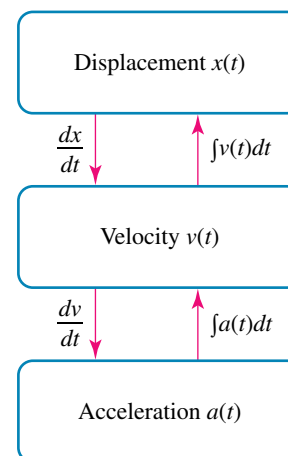 Displacement x(t)
dx/dt
∫v(t)dt
Velocity v(t)
dv/dt
∫a(t)dt
Acceleration a(t)